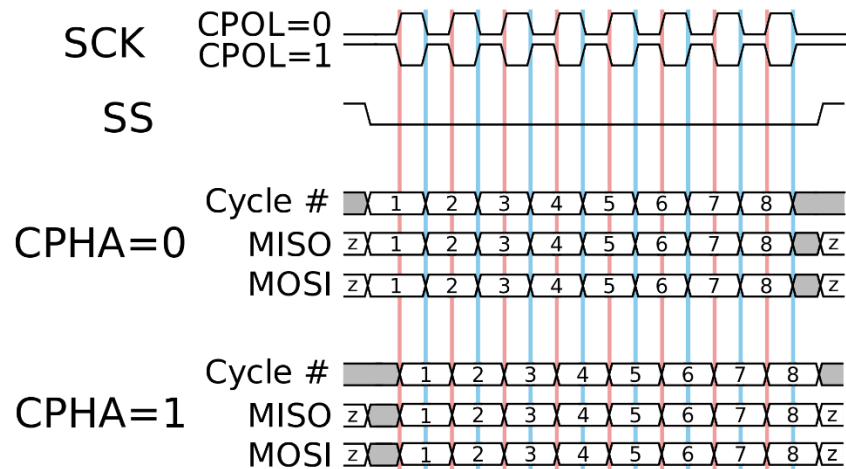 SCK CPOL=0
CPOL=1
SS
Cycle # 1 2 3 4 5 6 7 8
CPHA=0 MISO z 1 2 3 4 5 6 7 8 z
MOSI z 1 2 3 4 5 6 7 8 z
Cycle # 1 2 3 4 5 6 7 8
CPHA=1 MISO z 1 2 3 4 5 6 7 8 z
MOSI z 1 2 3 4 5 6 7 8 z